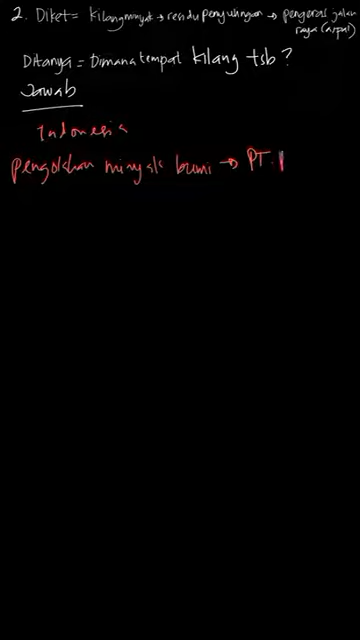 2. Diket = Kilang minyak → residu penyulingan → pengeras jalan
raya (aspal)
Ditanya = Dimana tempat kilang tsb?
Jawab
Indonesia
Pengolahan minyak bumi → PT. P